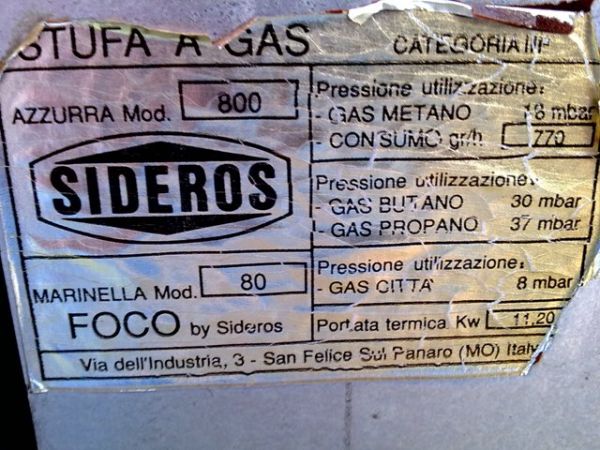 STUFA A GAS
CATEGORIA III
AZZURRA Mod. 800
SIDEROS
MARINELLA Mod. 80
FOCO by Sideros
Pressione utilizzazione:
- GAS METANO 18 mbar
- CONSUMO gr/h 770
Pressione utilizzazione:
- GAS BUTANO 30 mbar
- GAS PROPANO 37 mbar
Pressione utilizzazione:
- GAS CITTA' 8 mbar
Portata termica Kw 11,20
Via dell'Industria, 3 - San Felice Sul Panaro (MO) Italy